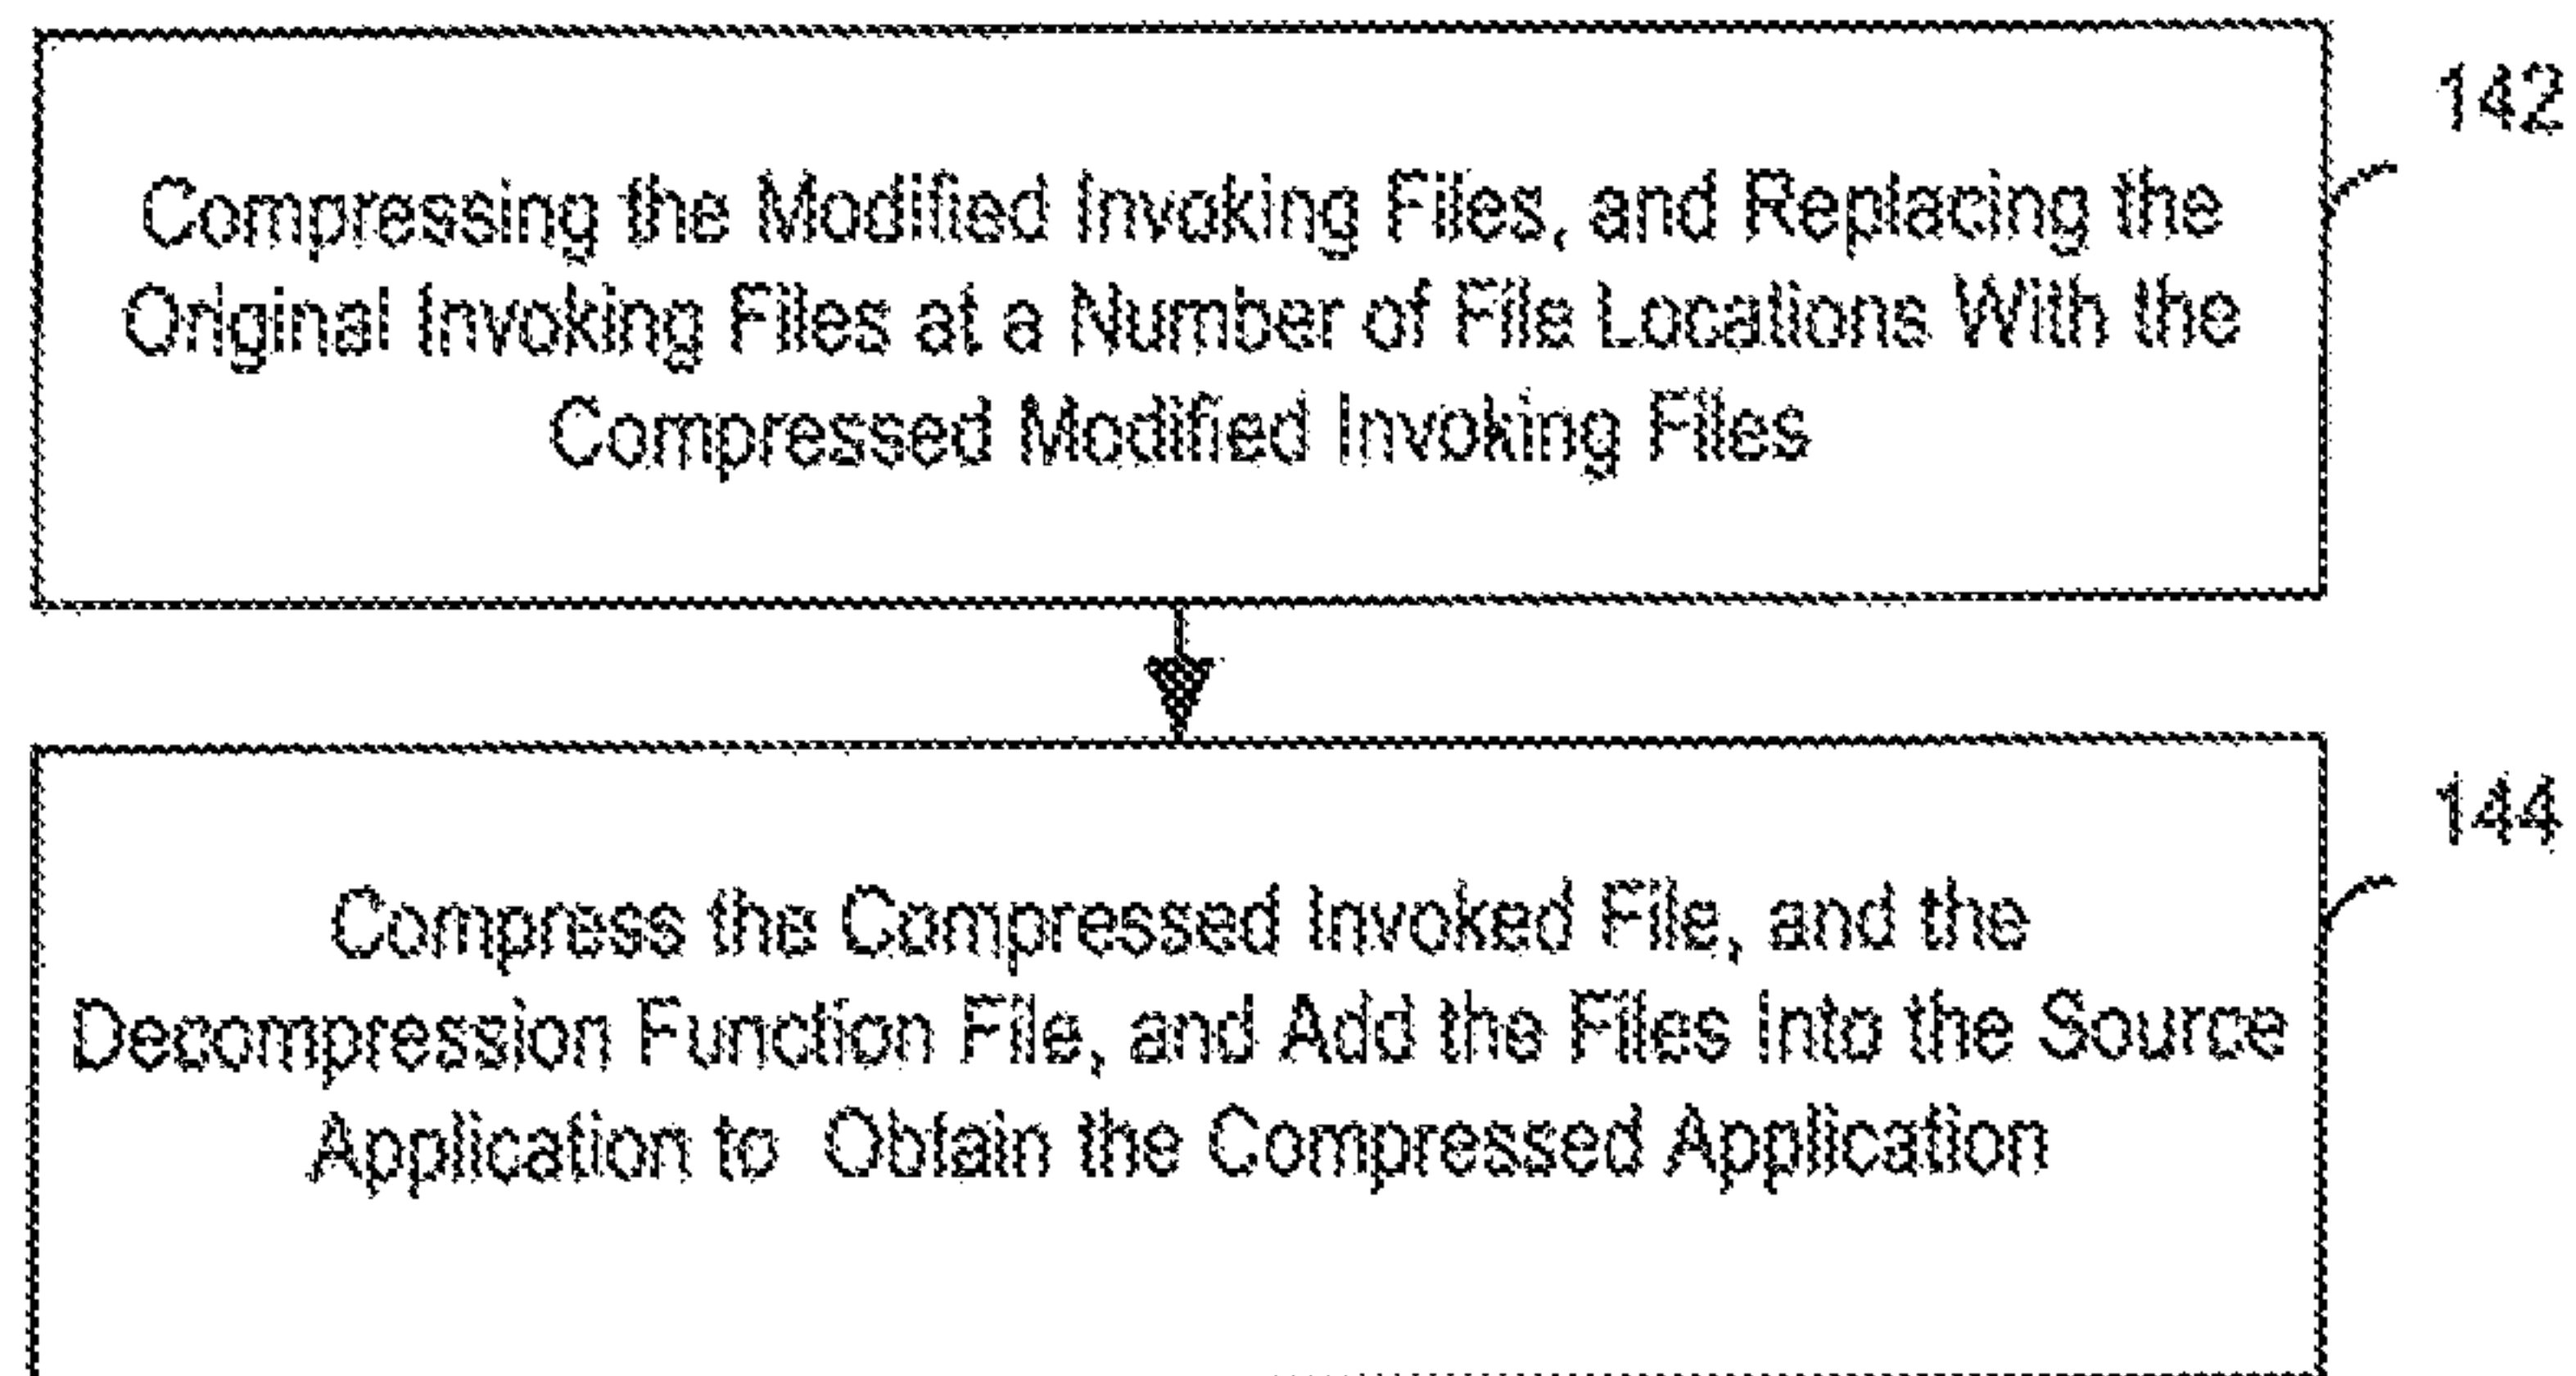 142
Compressing the Modified Invoking Files, and Replacing the
Original Invoking Files at a Number of File Locations With the
Compressed Modified Invoking Files
144
Compress the Compressed Invoked File, and the
Decompression Function File, and Add the Files Into the Source
Application to Obtain the Compressed Application